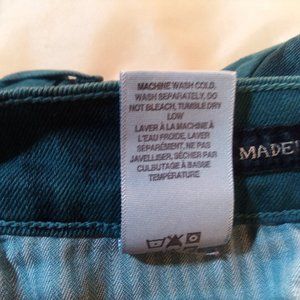 MACHINE WASH COLD,
WASH SEPARATELY, DO
NOT BLEACH, TUMBLE DRY
LOW
LAVER À LA MACHINE À
L'EAU FROIDE, LAVER
SÉPARÉMENT, NE PAS
JAVELLISER, SÉCHER PAR
CULBUTAGE À BASSE
TEMPÉRATURE
MADE